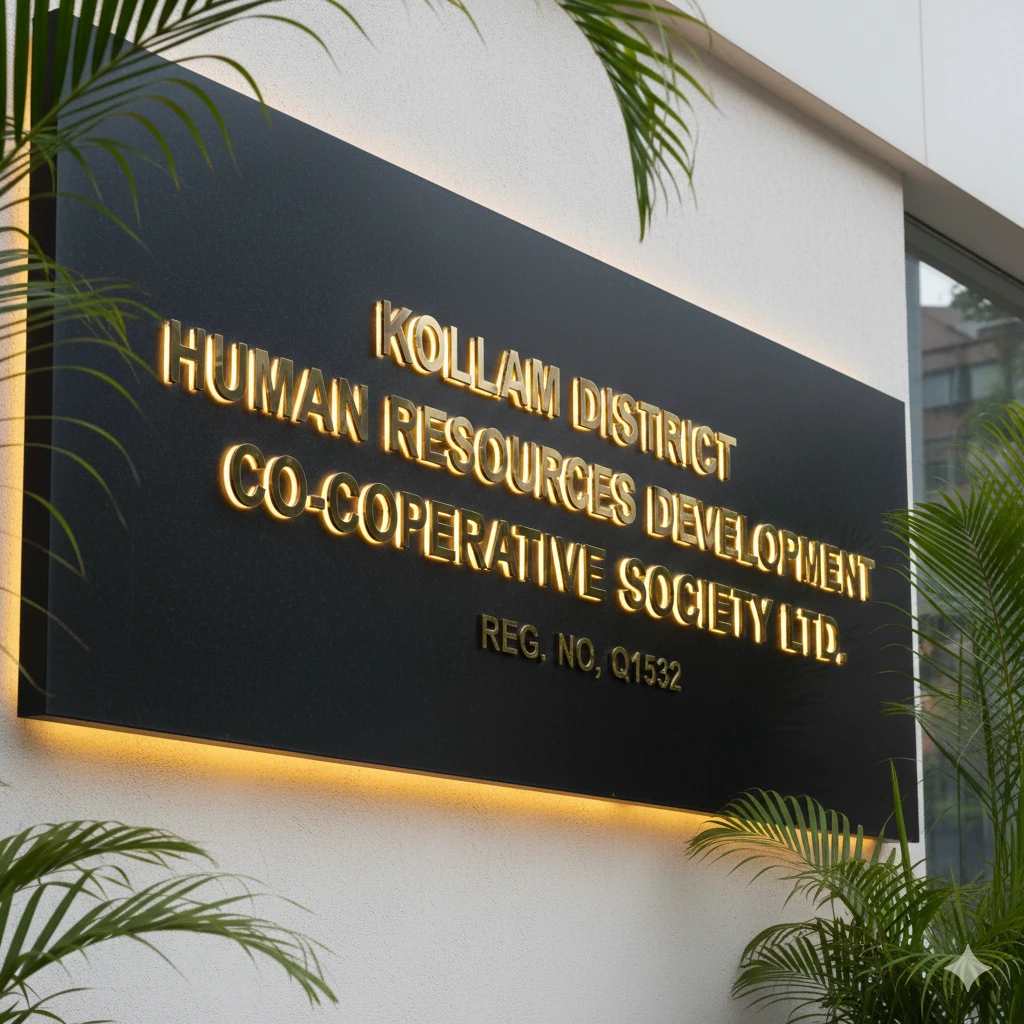 KOLLAM DISTRICT
HUMAN RESOURCES DEVELOPMENT
CO-COPERATIVE SOCIETY LTD.
REG. NO, Q1532